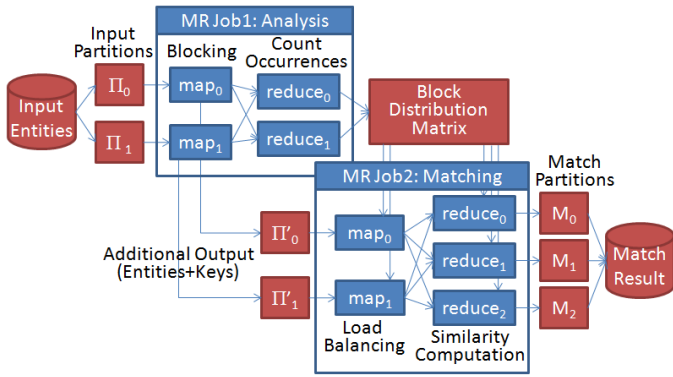 MR Job1: Analysis
Input
Partitions
Blocking
Count
Occurrences
Input
Entities
Π0
Π1
map0
map1
reduce0
reduce1
Block
Distribution
Matrix
MR Job2: Matching
Match
Partitions
Additional Output
(Entities+Keys)
Π'0
Π'1
map0
map1
reduce0
reduce1
reduce2
M0
M1
M2
Match
Result
Load
Balancing
Similarity
Computation